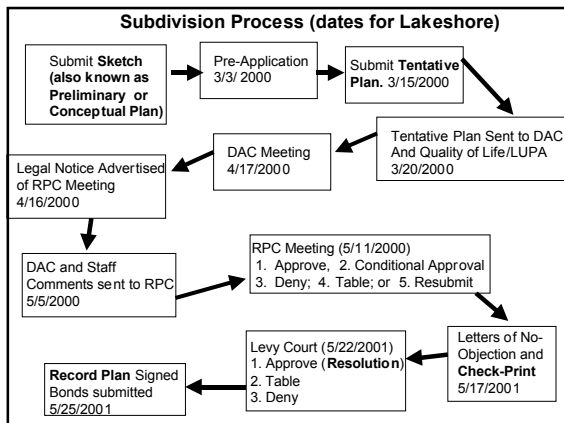 Subdivision Process (dates for Lakeshore)
Submit Sketch
(also known as
Preliminary or
Conceptual Plan)
Pre-Application
3/3/ 2000
Submit Tentative
Plan. 3/15/2000
Tentative Plan Sent to DAC
And Quality of Life/LUPA
3/20/2000
DAC Meeting
4/17/2000
Legal Notice Advertised
of RPC Meeting
4/16/2000
DAC and Staff
Comments sent to RPC
5/5/2000
RPC Meeting (5/11/2000)
1. Approve, 2. Conditional Approval
3. Deny; 4. Table; or 5. Resubmit
Letters of No-
Objection and
Check-Print
5/17/2001
Levy Court (5/22/2001)
1. Approve (Resolution)
2. Table
3. Deny
Record Plan Signed
Bonds submitted
5/25/2001